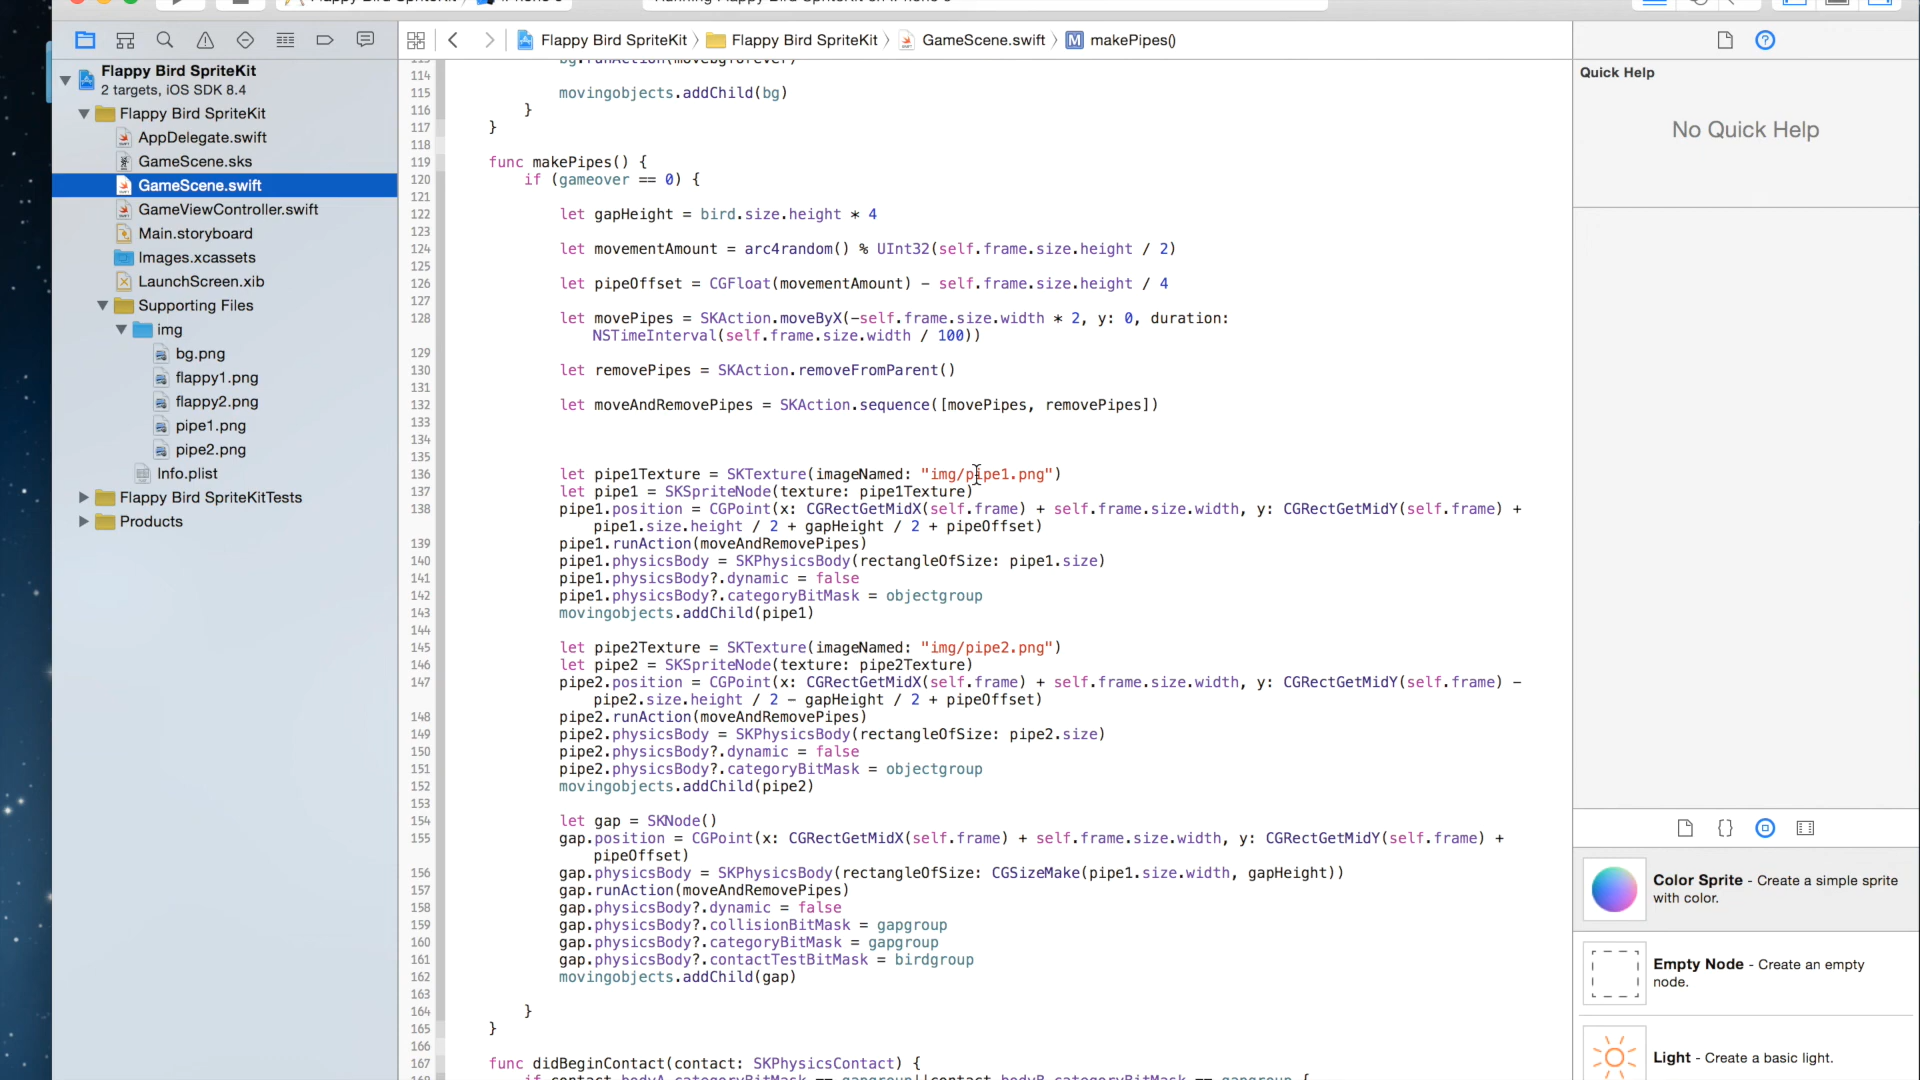 Flappy Bird SpriteKit
Flappy Bird SpriteKit
Flappy Bird SpriteKit
GameScene.swift
makePipes()
Flappy Bird SpriteKit
2 targets, iOS SDK 8.4
Flappy Bird SpriteKit
AppDelegate.swift
GameScene.sks
GameScene.swift
GameViewController.swift
Main.storyboard
Images.xcassets
LaunchScreen.xib
Supporting Files
img
bg.png
flappy1.png
flappy2.png
pipe1.png
pipe2.png
Info.plist
Flappy Bird SpriteKitTests
Products
113 bg.runAction(movebgForever)
114
115 movingobjects.addChild(bg)
116 }
117 }
118
119 func makePipes() {
120 if (gameover == 0) {
121
122 let gapHeight = bird.size.height * 4
123
124 let movementAmount = arc4random() % UInt32(self.frame.size.height / 2)
125
126 let pipeOffset = CGFloat(movementAmount) - self.frame.size.height / 4
127
128 let movePipes = SKAction.moveByX(-self.frame.size.width * 2, y: 0, duration:
NSTimeInterval(self.frame.size.width / 100))
129
130 let removePipes = SKAction.removeFromParent()
131
132 let moveAndRemovePipes = SKAction.sequence([movePipes, removePipes])
133
134
135
136 let pipe1Texture = SKTexture(imageNamed: "img/pipe1.png")
137 let pipe1 = SKSpriteNode(texture: pipe1Texture)
138 pipe1.position = CGPoint(x: CGRectGetMidX(self.frame) + self.frame.size.width, y: CGRectGetMidY(self.frame) +
pipe1.size.height / 2 + gapHeight / 2 + pipeOffset)
139 pipe1.runAction(moveAndRemovePipes)
140 pipe1.physicsBody = SKPhysicsBody(rectangleOfSize: pipe1.size)
141 pipe1.physicsBody?.dynamic = false
142 pipe1.physicsBody?.categoryBitMask = objectgroup
143 movingobjects.addChild(pipe1)
144
145 let pipe2Texture = SKTexture(imageNamed: "img/pipe2.png")
146 let pipe2 = SKSpriteNode(texture: pipe2Texture)
147 pipe2.position = CGPoint(x: CGRectGetMidX(self.frame) + self.frame.size.width, y: CGRectGetMidY(self.frame) -
pipe2.size.height / 2 - gapHeight / 2 + pipeOffset)
148 pipe2.runAction(moveAndRemovePipes)
149 pipe2.physicsBody = SKPhysicsBody(rectangleOfSize: pipe2.size)
150 pipe2.physicsBody?.dynamic = false
151 pipe2.physicsBody?.categoryBitMask = objectgroup
152 movingobjects.addChild(pipe2)
153
154 let gap = SKNode()
155 gap.position = CGPoint(x: CGRectGetMidX(self.frame) + self.frame.size.width, y: CGRectGetMidY(self.frame) +
pipeOffset)
156 gap.physicsBody = SKPhysicsBody(rectangleOfSize: CGSizeMake(pipe1.size.width, gapHeight))
157 gap.runAction(moveAndRemovePipes)
158 gap.physicsBody?.dynamic = false
159 gap.physicsBody?.collisionBitMask = gapgroup
160 gap.physicsBody?.categoryBitMask = gapgroup
161 gap.physicsBody?.contactTestBitMask = birdgroup
162 movingobjects.addChild(gap)
163
164 }
165 }
166
167 func didBeginContact(contact: SKPhysicsContact) {
168 if contact.bodyA.categoryBitMask == gapgroup||contact.bodyB.categoryBitMask == gapgroup {
Quick Help
No Quick Help
Color Sprite - Create a simple sprite
with color.
Empty Node - Create an empty
node.
Light - Create a basic light.